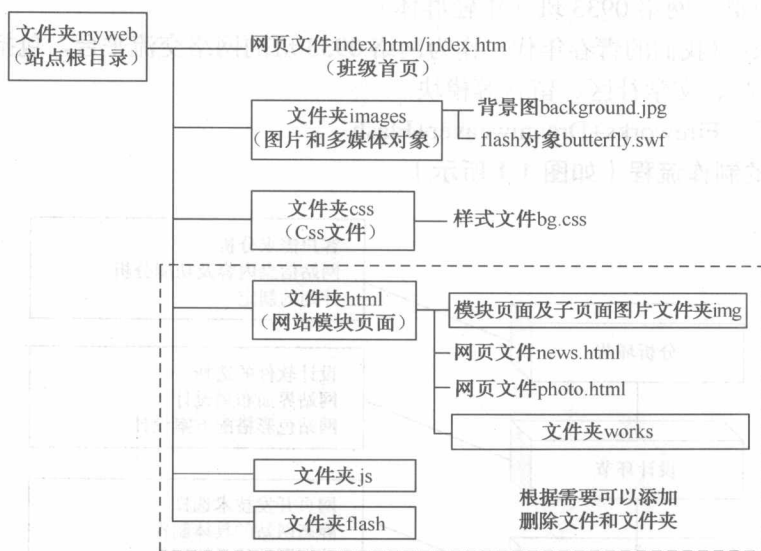 文件夹myweb
(站点根目录)
网页文件index.html/index.htm
(班级首页)
文件夹images
(图片和多媒体对象)
背景图background.jpg
flash对象butterfly.swf
文件夹css
(Css文件)
样式文件bg.css
文件夹html
(网站模块页面)
模块页面及子页面图片文件夹img
网页文件news.html
网页文件photo.html
文件夹works
文件夹js
文件夹flash
根据需要可以添加
删除文件和文件夹